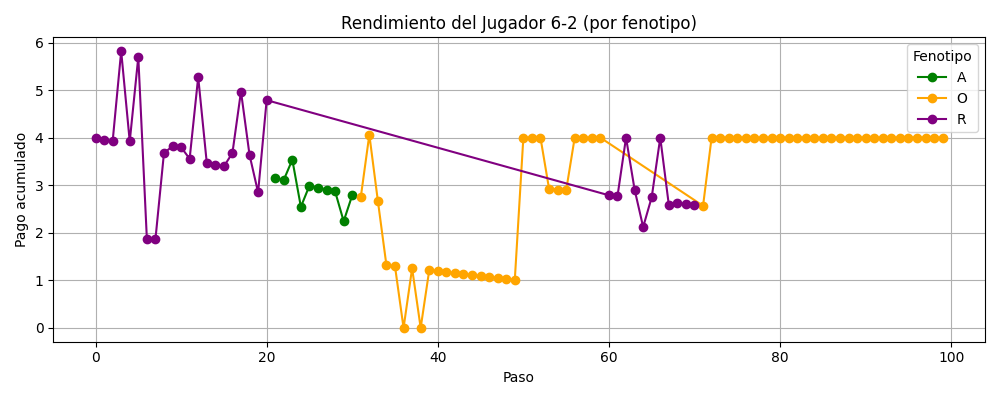 Rendimiento del Jugador 6-2 (por fenotipo)
Pago acumulado
6
5
4
3
2
1
0
Fenotipo
A
O
R
0
20
40
60
80
100
Paso